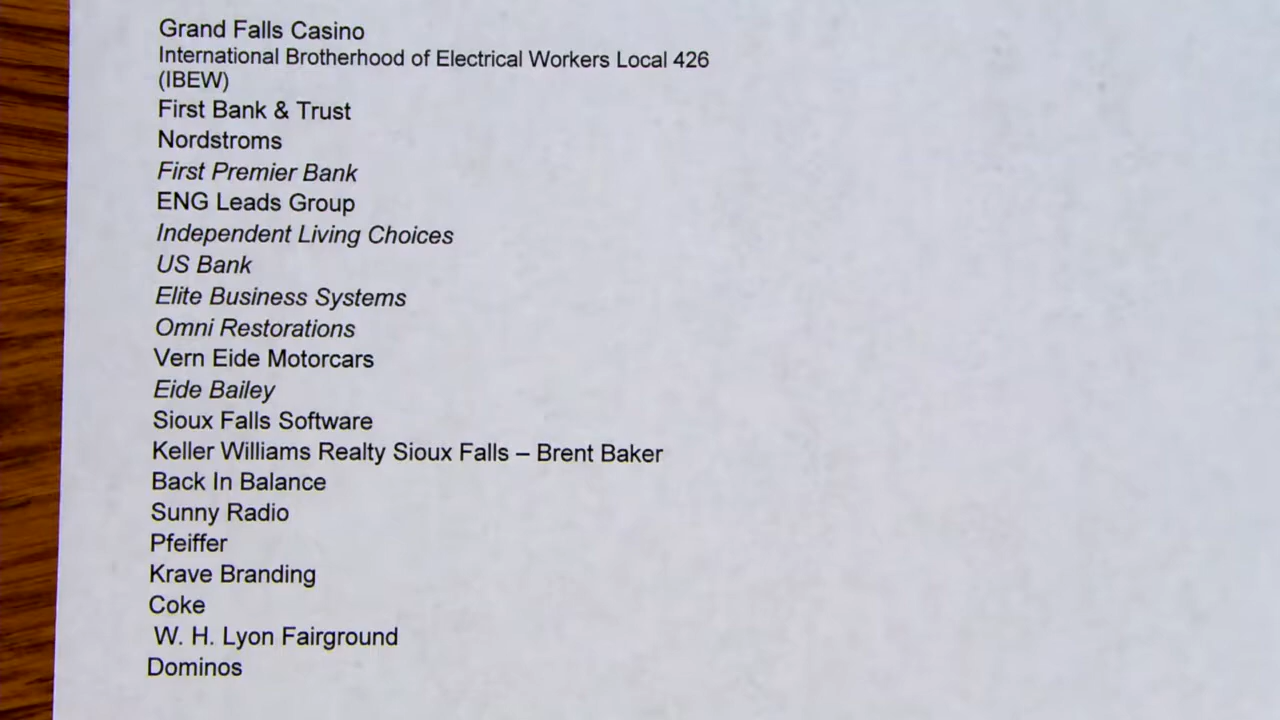 Grand Falls Casino
International Brotherhood of Electrical Workers Local 426
(IBEW)
First Bank & Trust
Nordstroms
First Premier Bank
ENG Leads Group
Independent Living Choices
US Bank
Elite Business Systems
Omni Restorations
Vern Eide Motorcars
Eide Bailey
Sioux Falls Software
Keller Williams Realty Sioux Falls – Brent Baker
Back In Balance
Sunny Radio
Pfeiffer
Krave Branding
Coke
W. H. Lyon Fairground
Dominos